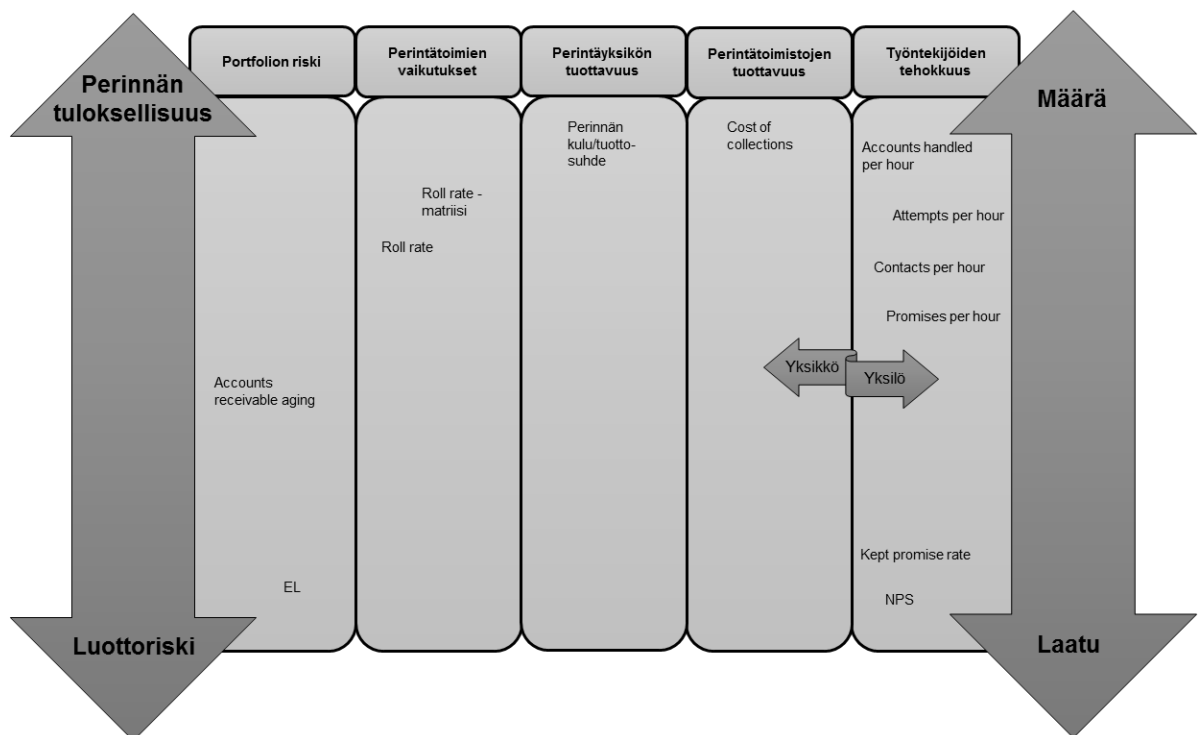 Perinnän
tuloksellisuus
Luottoriski
Portfolion riski
Perintätoimien
vaikutukset
Perintäyksikön
tuottavuus
Perintätoimistojen
tuottavuus
Työntekijöiden
tehokkuus
Accounts
receivable aging
EL
Roll rate -
matriisi
Roll rate
Perinnän
kulu/tuotto-
suhde
Cost of
collections
Accounts handled
per hour
Attempts per hour
Contacts per hour
Promises per hour
Yksikkö
Yksilö
Kept promise rate
NPS
Määrä
Laatu